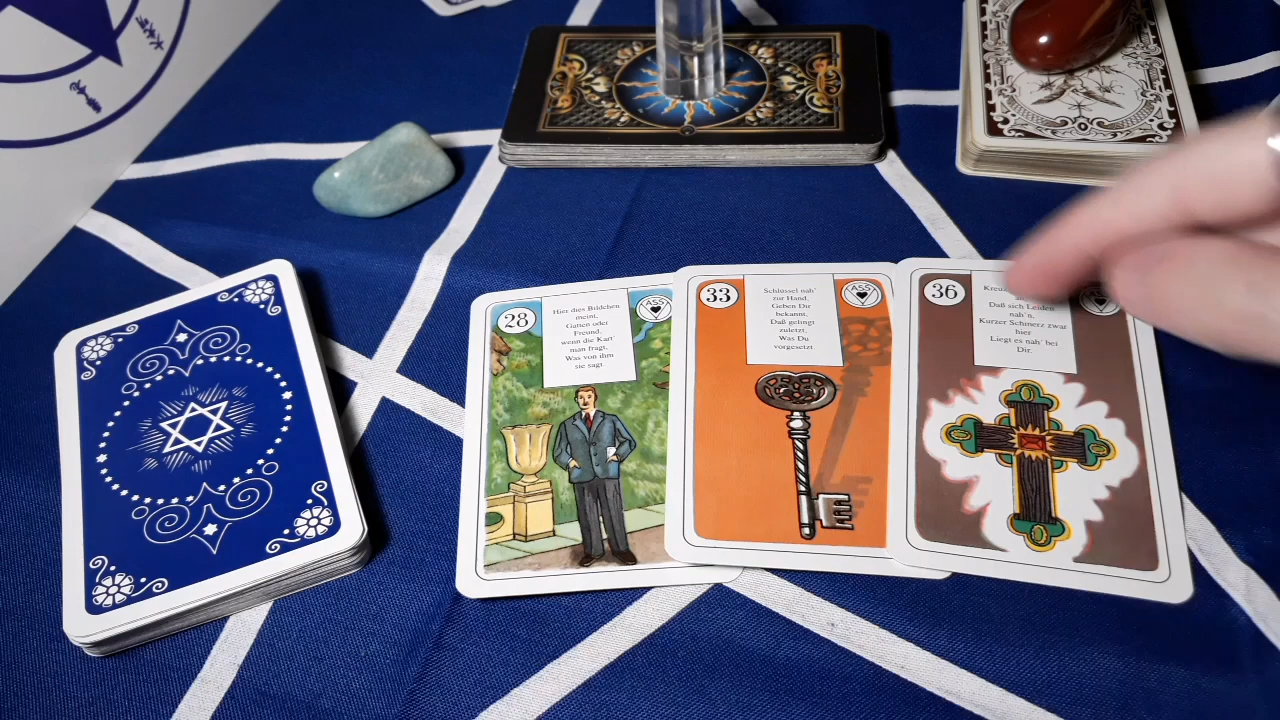 28
Hier dies Bildchen
meint,
Gatten oder
Freund,
wenn die Kart'
man fragt,
Was von ihm
sie sagt.
ASS
33
Schlüssel nah'
zur Hand,
Geben Dir
bekannt,
Daß gelingt
zuletzt,
Was Du
vorgesetzt
ASS
36
Daß sich Leiden
nah'n.
Kurzer Schmerz zwar
hier
Liegt es nah' bei
Dir.